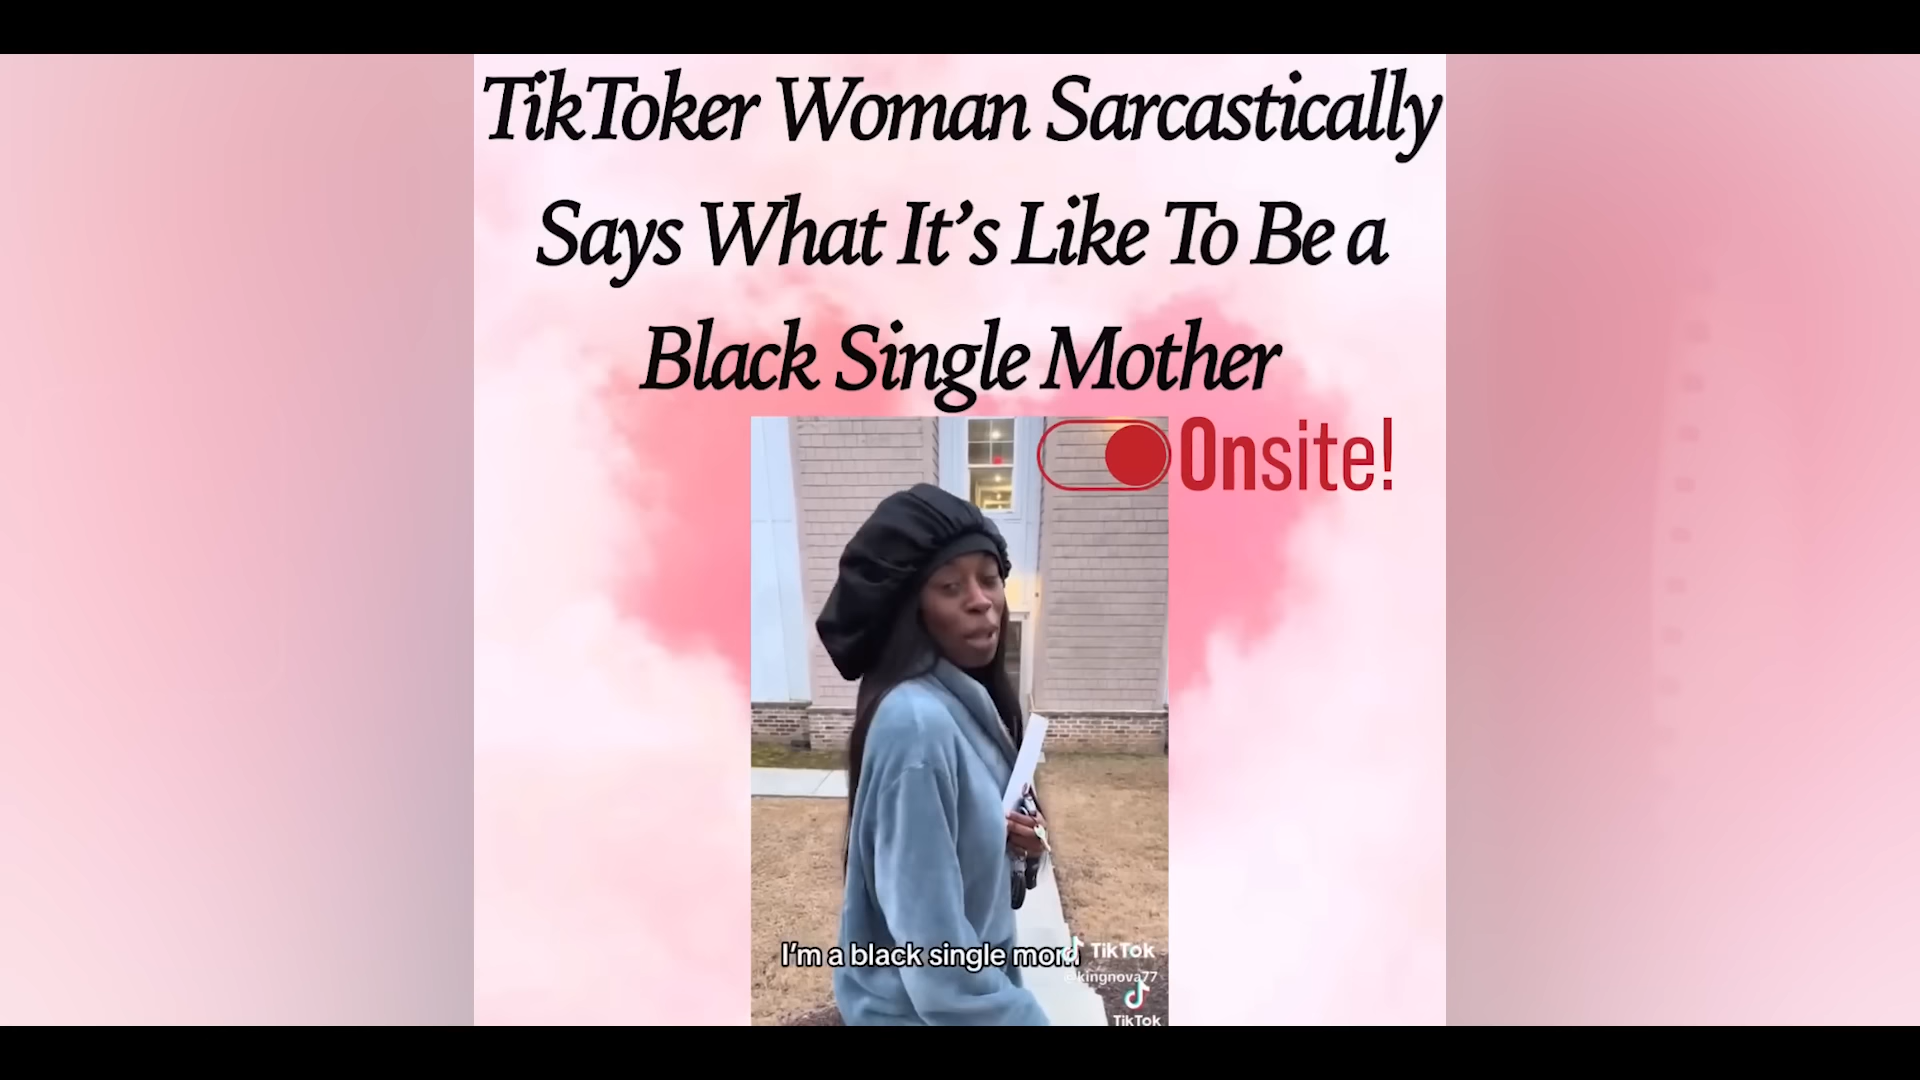 TikToker Woman Sarcastically
Says What It's Like To Be a
Black Single Mother
Onsite!
I'm a black single mom
TikTok
@kingnova77
TikTok